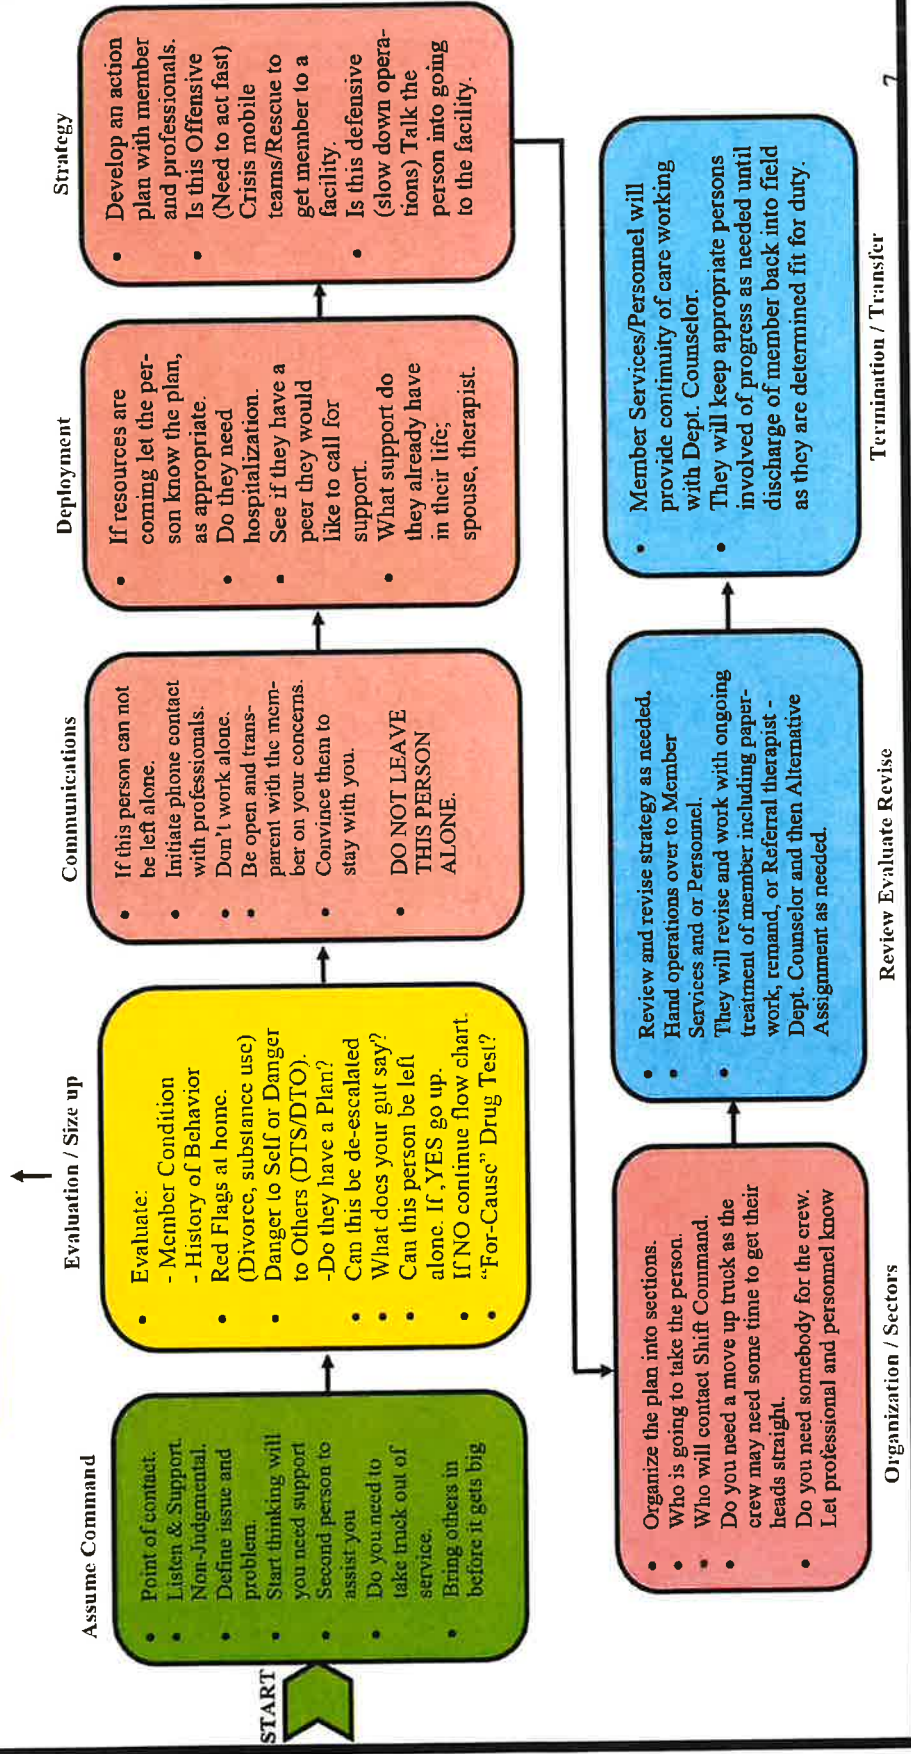 START
Assume Command
• Point of contact.
• Listen & Support.
Non-Judgmental.
• Define issue and
problem.
• Start thinking will
you need support
• Second person to
assist you
• Do you need to
take truck out of
service.
• Bring others in
before it gets big
Evaluation / Size up
• Evaluate:
- Member Condition
- History of Behavior
• Red Flags at home.
(Divorce, substance use)
• Danger to Self or Danger
to Others (DTS/DTO).
-Do they have a Plan?
• Can this be de-escalated
• What does your gut say?
• Can this person be left
alone. If ,YES go up.
• If NO continue flow chart.
• “For-Cause” Drug Test?
Communications
• If this person can not
be left alone.
• Initiate phone contact
with professionals.
• Don't work alone.
• Be open and trans-
parent with the mem-
ber on your concerns.
• Convince them to
stay with you.
• DO NOT LEAVE
THIS PERSON
ALONE.
Deployment
• If resources are
coming let the per-
son know the plan,
as appropriate.
• Do they need
hospitalization.
• See if they have a
peer they would
like to call for
support.
• What support do
they already have
in their life;
spouse, therapist.
Strategy
• Develop an action
plan with member
and professionals.
• Is this Offensive
(Need to act fast)
Crisis mobile
teams/Rescue to
get member to a
facility.
• Is this defensive
(slow down opera-
tions) Talk the
person into going
to the facility.
• Organize the plan into sections.
• Who is going to take the person.
• Who will contact Shift Command.
• Do you need a move up truck as the
crew may need some time to get their
heads straight.
• Do you need somebody for the crew.
Let professional and personnel know
Organization / Sectors
• Review and revise strategy as needed.
• Hand operations over to Member
Services and or Personnel.
• They will revise and work with ongoing
treatment of member including paper-
work, remand, or Referral therapist -
Dept. Counselor and then Alternative
Assignment as needed.
Review Evaluate Revise
• Member Services/Personnel will
provide continuity of care working
with Dept. Counselor.
• They will keep appropriate persons
involved of progress as needed until
discharge of member back into field
as they are determined fit for duty.
Termination / Transfer
7